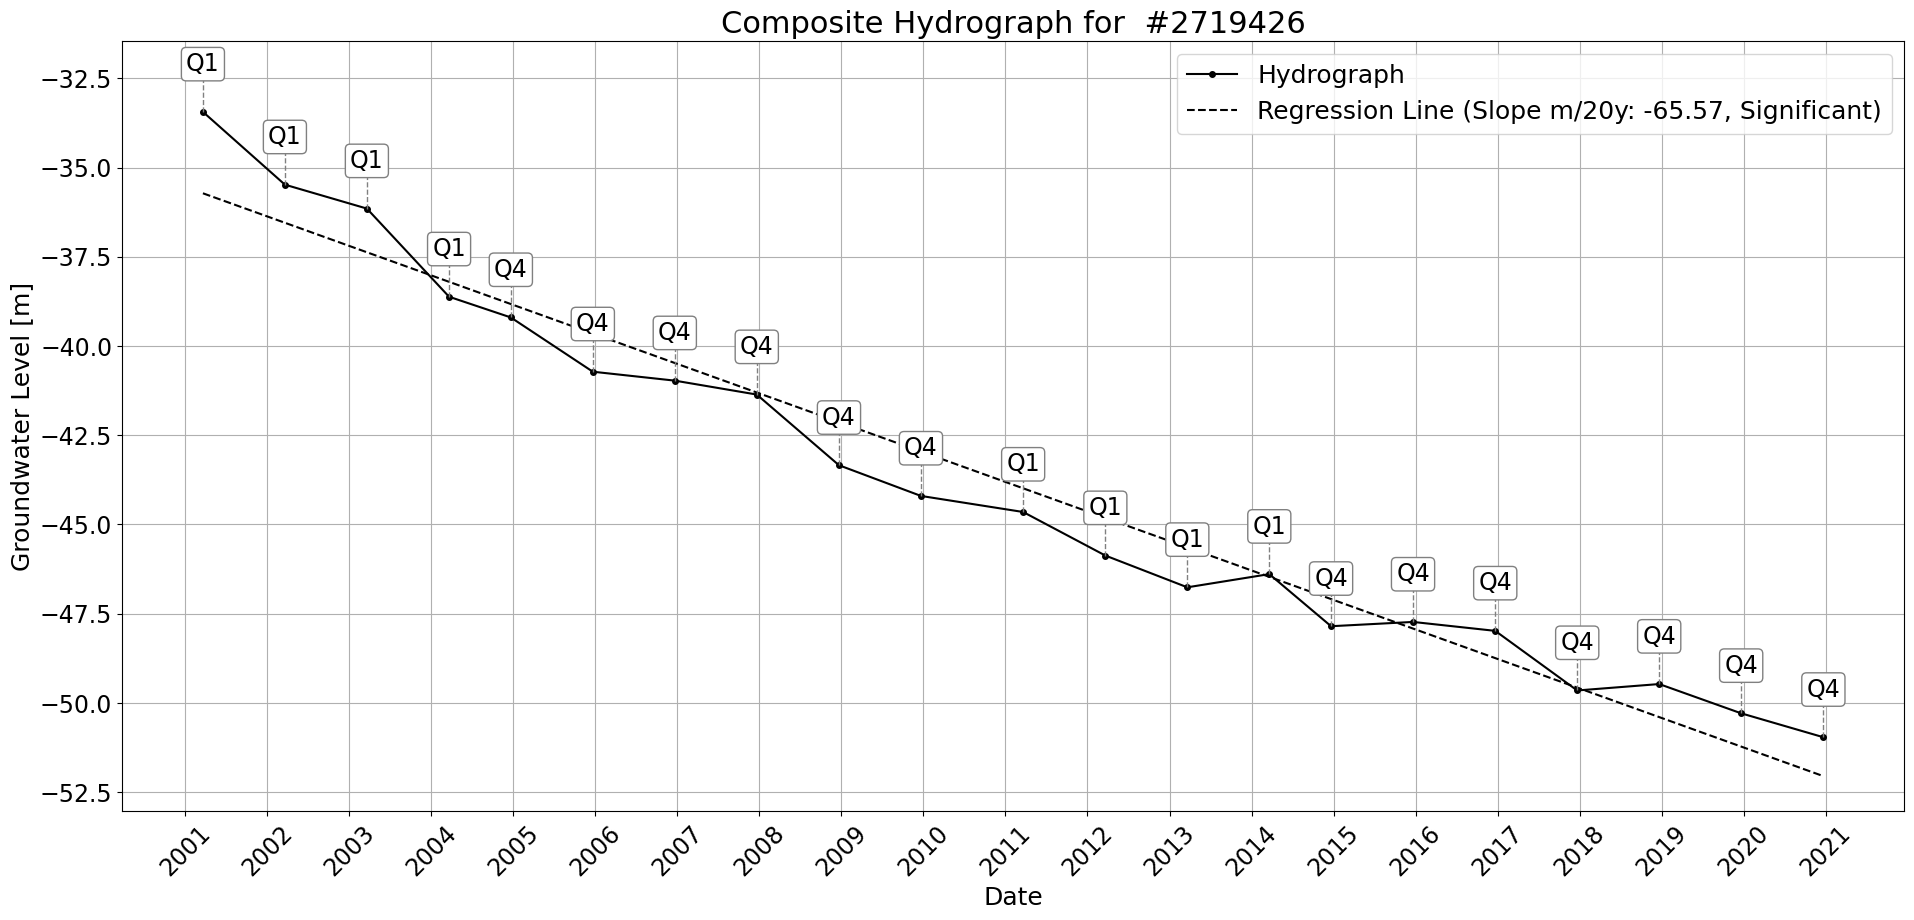 Composite Hydrograph for  #2719426
Hydrograph
Regression Line (Slope m/20y: -65.57, Significant)
Groundwater Level [m]
−32.5
−35.0
−37.5
−40.0
−42.5
−45.0
−47.5
−50.0
−52.5
Q1
Q1
Q1
Q1
Q4
Q4
Q4
Q4
Q4
Q4
Q1
Q1
Q1
Q1
Q4
Q4
Q4
Q4
Q4
Q4
Q4
2001
2002
2003
2004
2005
2006
2007
2008
2009
2010
2011
2012
2013
2014
2015
2016
2017
2018
2019
2020
2021
Date